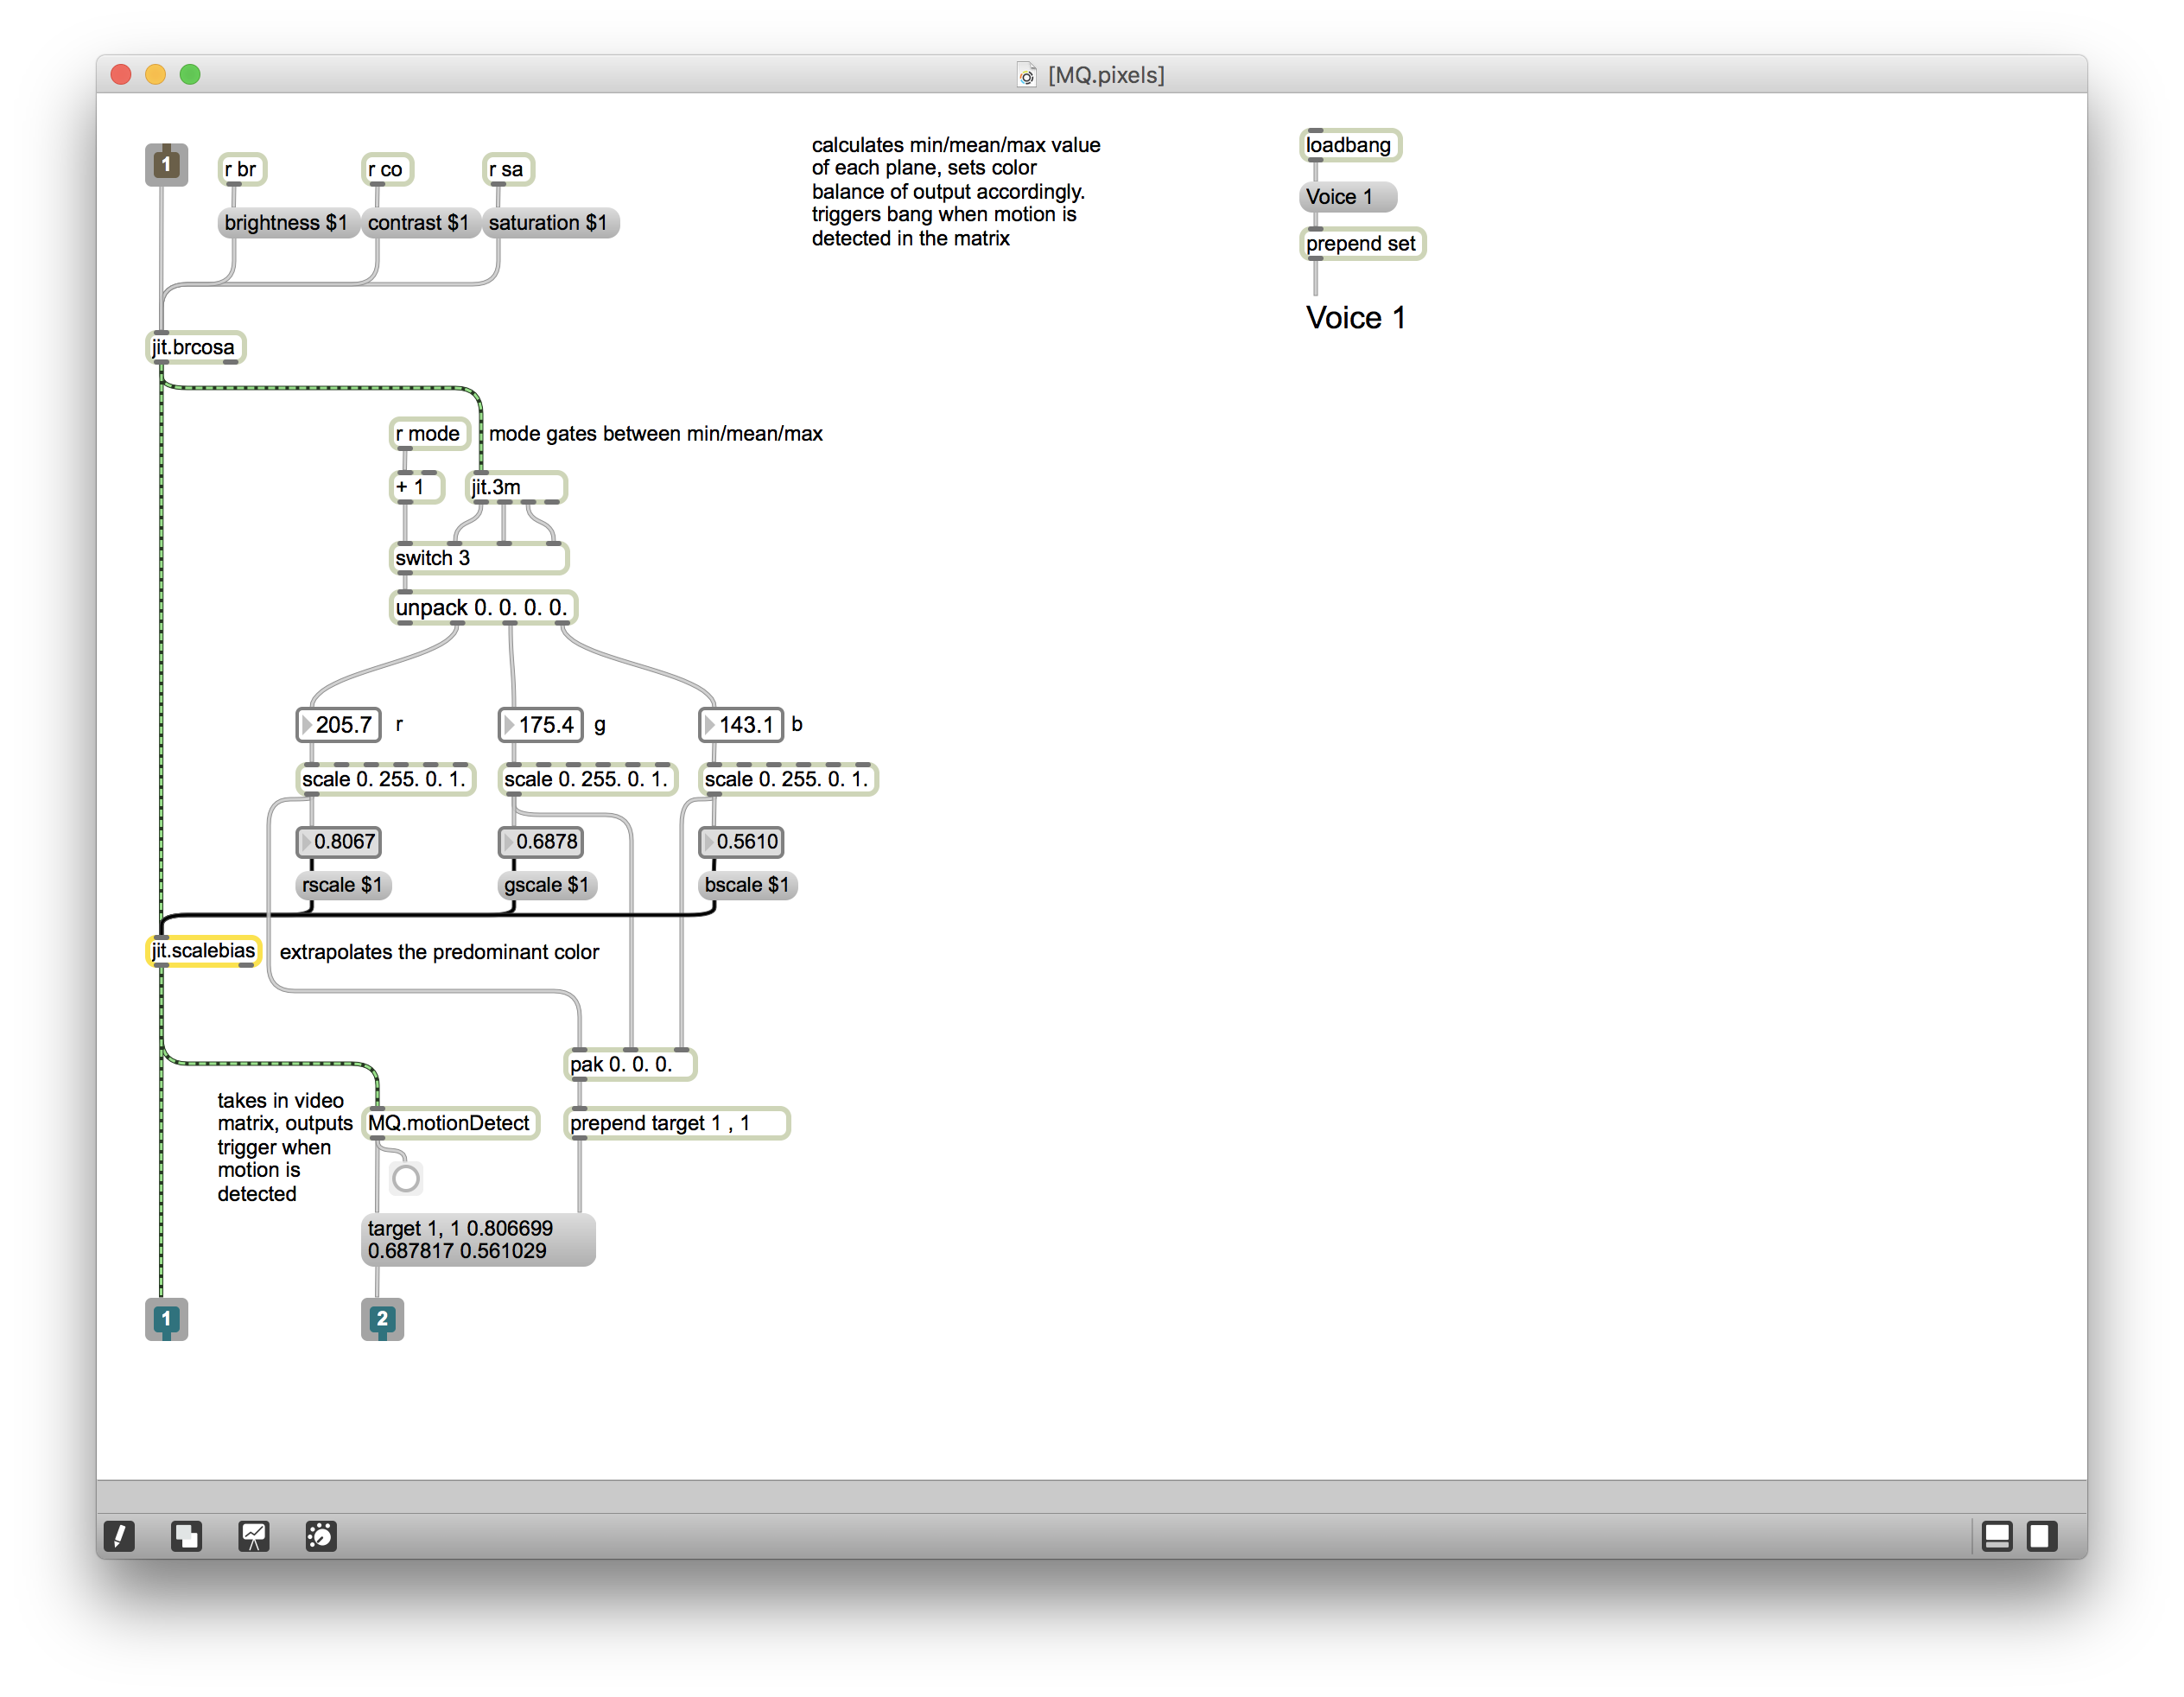 [MQ.pixels]
1
r br
r co
r sa
brightness $1
contrast $1
saturation $1
calculates min/mean/max value
of each plane, sets color
balance of output accordingly.
triggers bang when motion is
detected in the matrix
loadbang
Voice 1
prepend set
Voice 1
jit.brcosa
r mode
mode gates between min/mean/max
+ 1
jit.3m
switch 3
unpack 0. 0. 0. 0.
205.7
r
175.4
g
143.1
b
scale 0. 255. 0. 1.
scale 0. 255. 0. 1.
scale 0. 255. 0. 1.
0.8067
0.6878
0.5610
rscale $1
gscale $1
bscale $1
jit.scalebias
extrapolates the predominant color
pak 0. 0. 0.
takes in video
matrix, outputs
trigger when
motion is
detected
MQ.motionDetect
prepend target 1 , 1
target 1, 1 0.806699
0.687817 0.561029
1
2